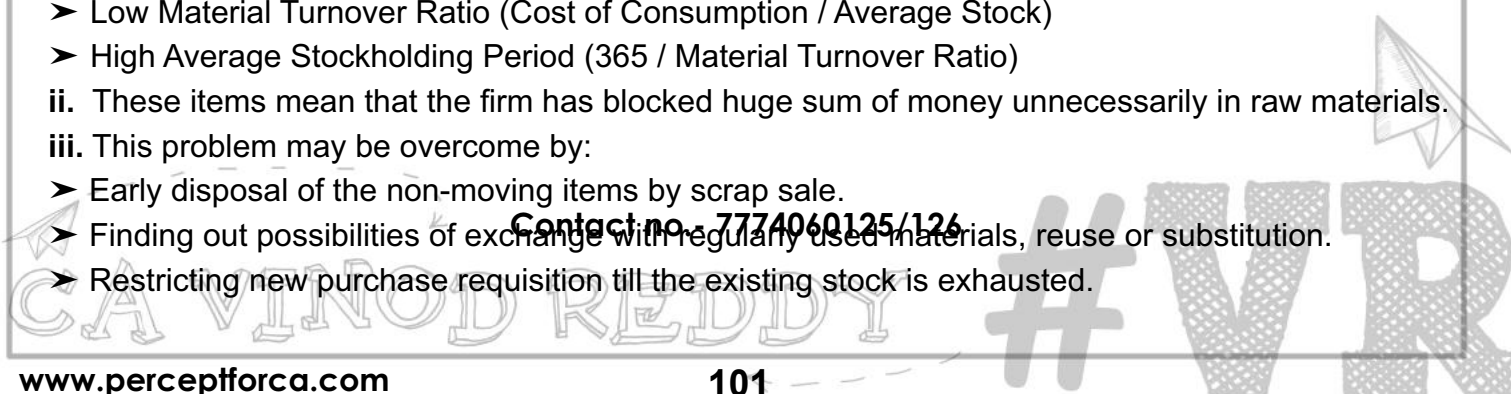 ➤ Low Material Turnover Ratio (Cost of Consumption / Average Stock)
➤ High Average Stockholding Period (365 / Material Turnover Ratio)
ii. These items mean that the firm has blocked huge sum of money unnecessarily in raw materials.
iii. This problem may be overcome by:
➤ Early disposal of the non-moving items by scrap sale.
➤ Finding out possibilities of exchange with regularly used materials, reuse or substitution.
Contact no.- 7774060125/126
➤ Restricting new purchase requisition till the existing stock is exhausted.
CA VINOD REDDY
#VR
www.perceptforca.com
101